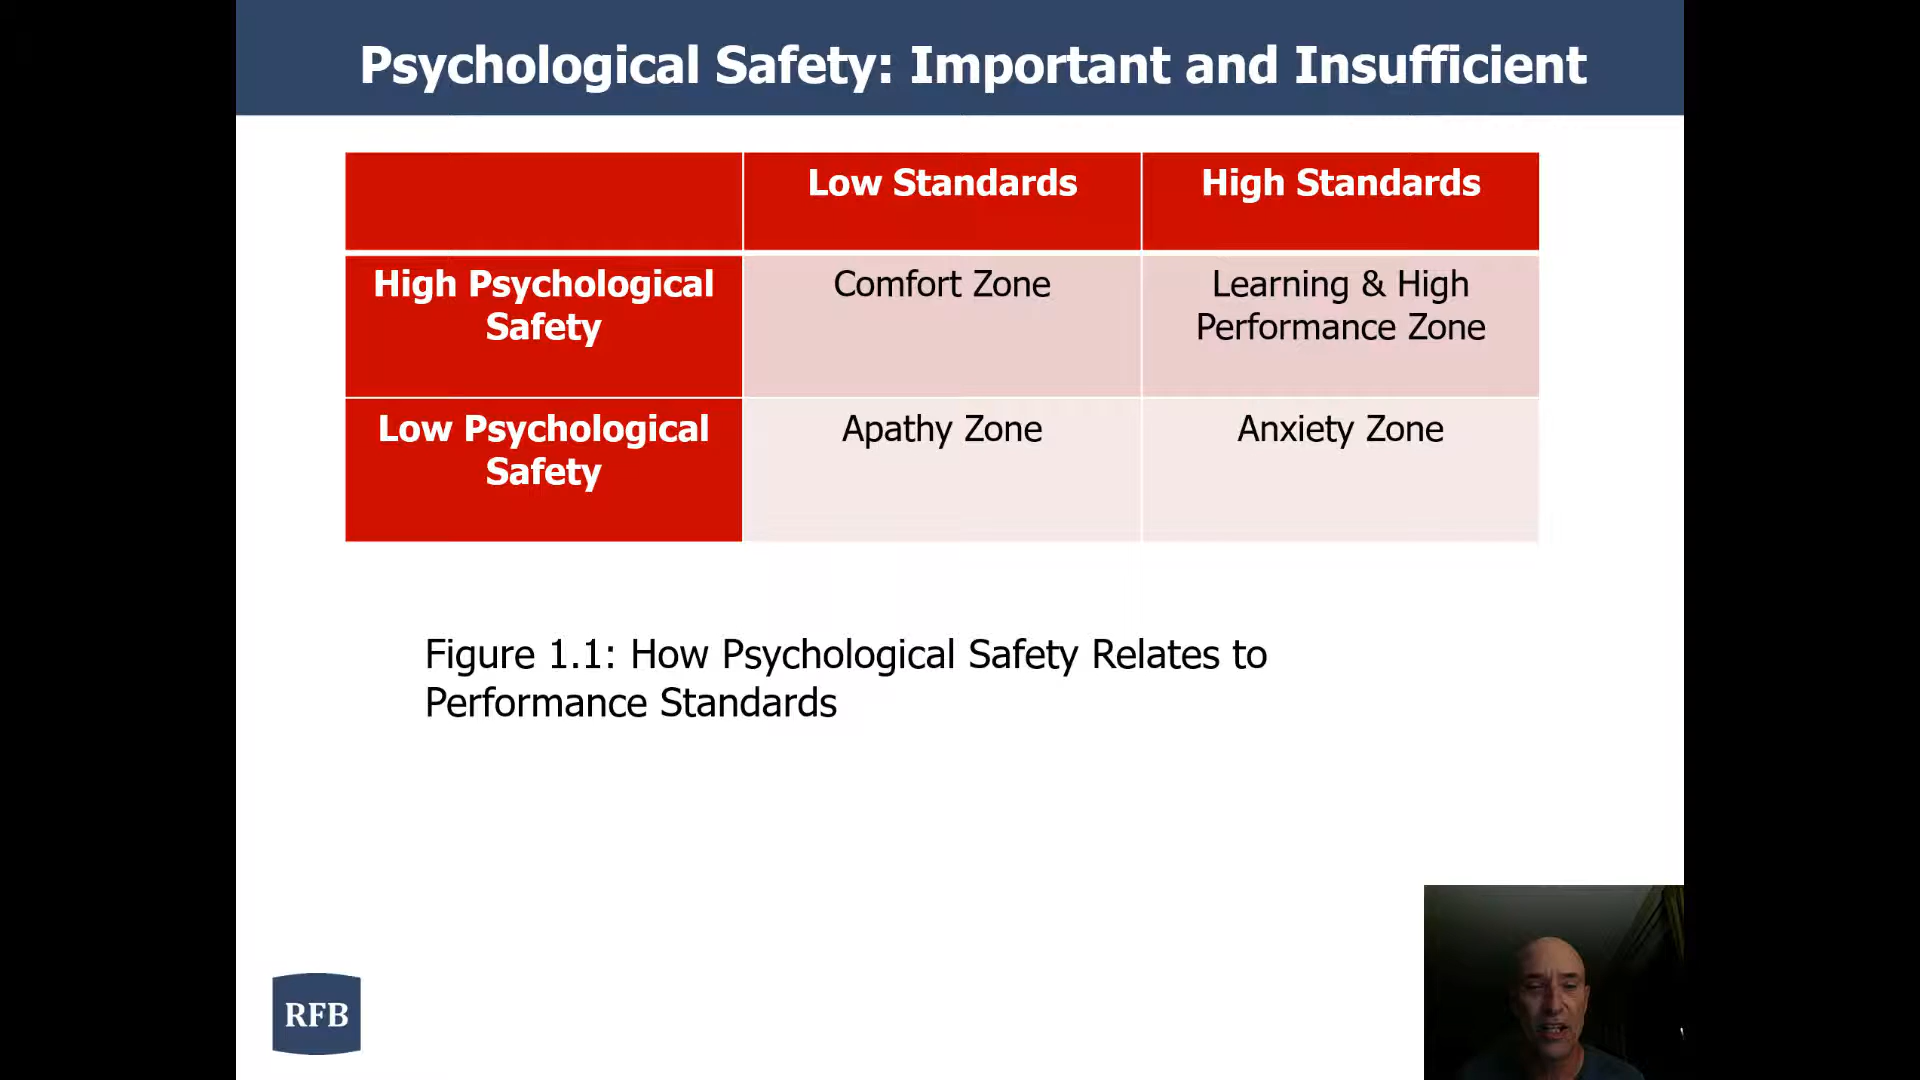 Psychological Safety: Important and Insufficient
Low Standards
High Standards
High Psychological
Safety
Comfort Zone
Learning & High
Performance Zone
Low Psychological
Safety
Apathy Zone
Anxiety Zone
Figure 1.1: How Psychological Safety Relates to
Performance Standards
RFB